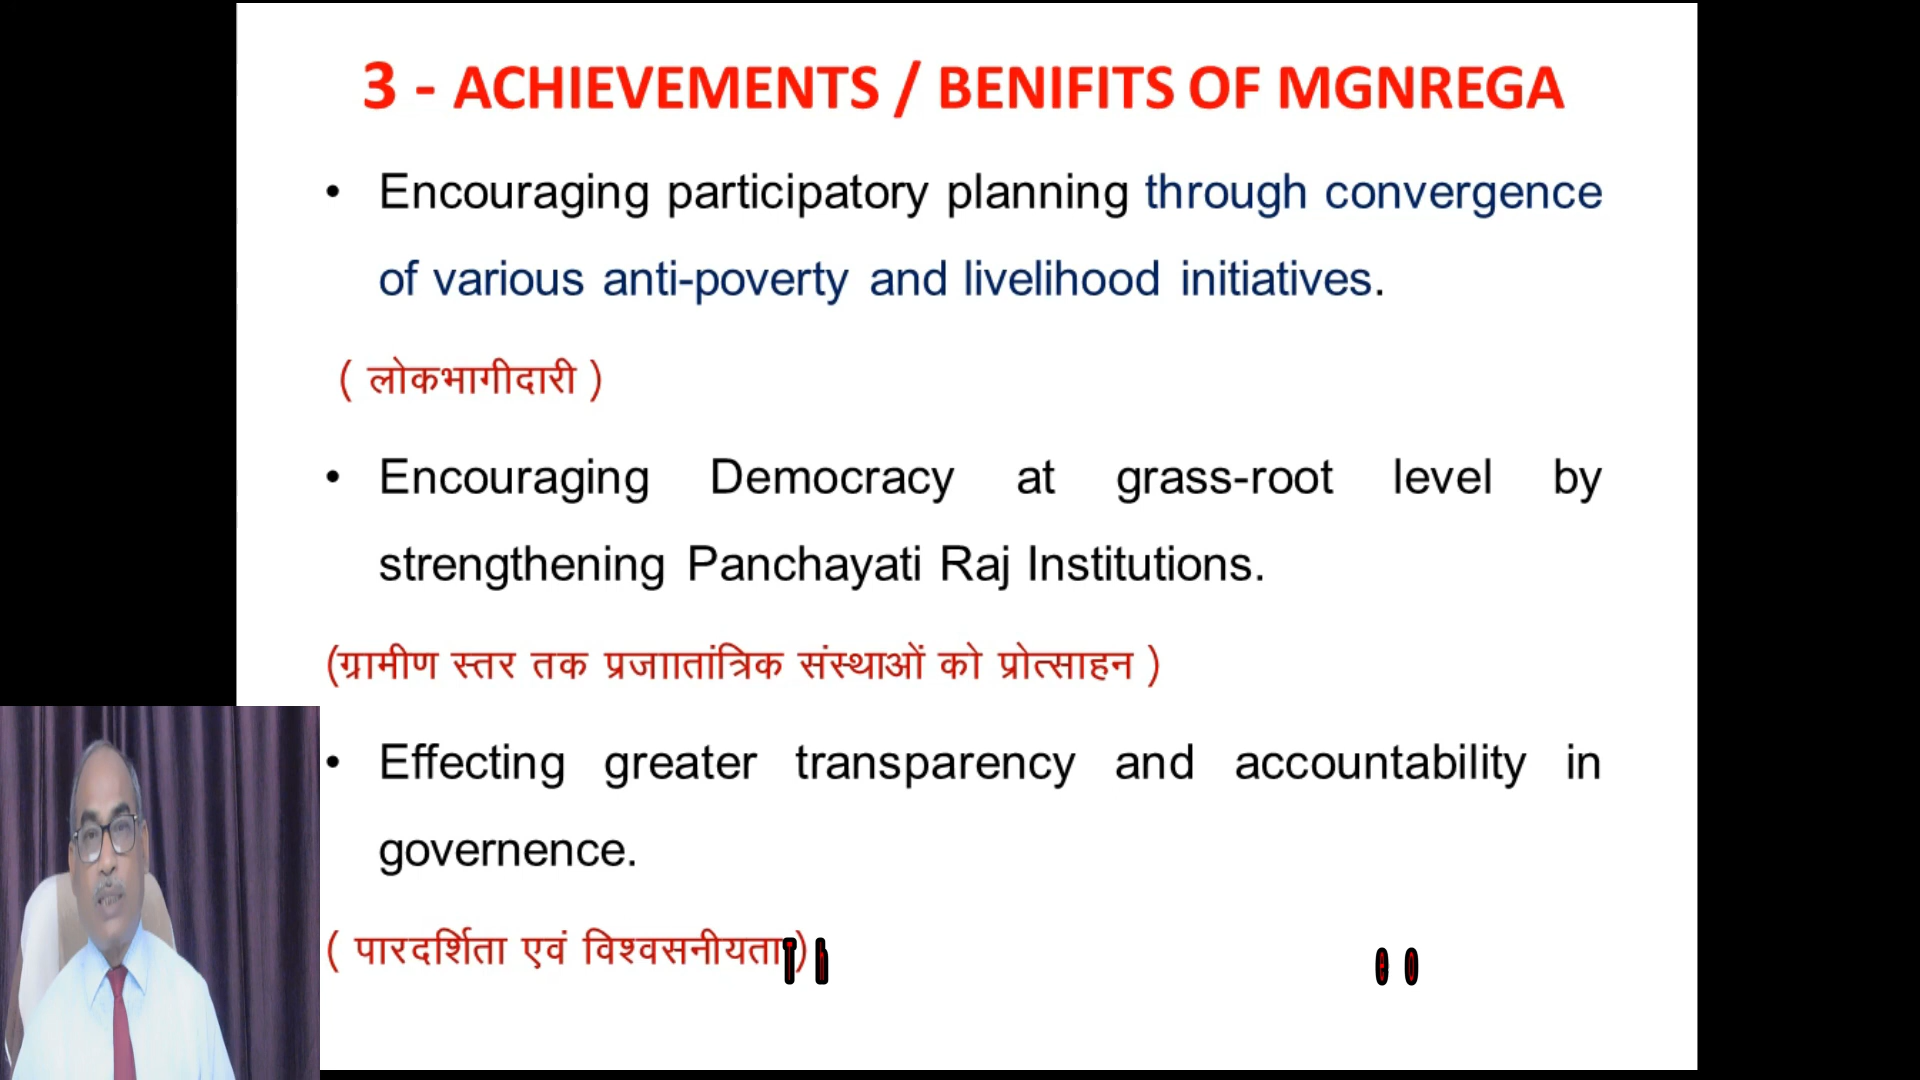 3 - ACHIEVEMENTS / BENIFITS OF MGNREGA
• Encouraging participatory planning through convergence
of various anti-poverty and livelihood initiatives.
( लोकभागीदारी )
• Encouraging Democracy at grass-root level by
strengthening Panchayati Raj Institutions.
(ग्रामीण स्तर तक प्रजाातांत्रिक संस्थाओं को प्रोत्साहन )
• Effecting greater transparency and accountability in
governence.
( पारदर्शिता एवं विश्वसनीयता )
T h e o